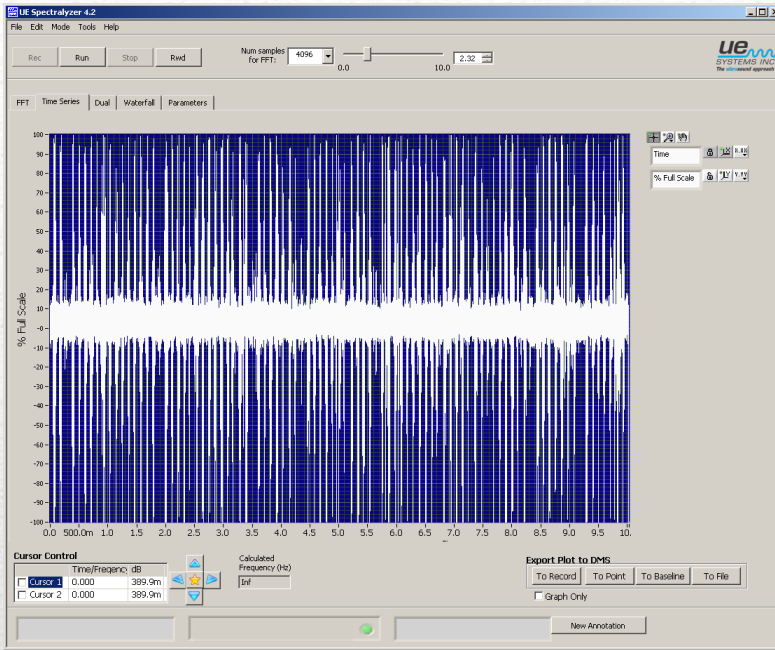 UE Spectralyzer 4.2
File Edit Mode Tools Help
Rec Run Stop Rwd
Num samples for FFT: 4096
0.0 10.0 2.32
ue
SYSTEMS INC
The ultrasound approach
FFT Time Series Dual Waterfall Parameters
Time
% Full Scale
% Full Scale
100
90
80
70
60
50
40
30
20
10
-0
-10
-20
-30
-40
-50
-60
-70
-80
-90
-100
0.0 500.0m 1.0 1.5 2.0 2.5 3.0 3.5 4.0 4.5 5.0 5.5 6.0 6.5 7.0 7.5 8.0 8.5 9.0 9.5 10.
Cursor Control
Time/Freqency dB
Cursor 1 0.000 389.9m
Cursor 2 0.000 389.9m
Calculated
Frequency (Hz)
Inf
Export Plot to DMS
To Record To Point To Baseline To File
Graph Only
New Annotation